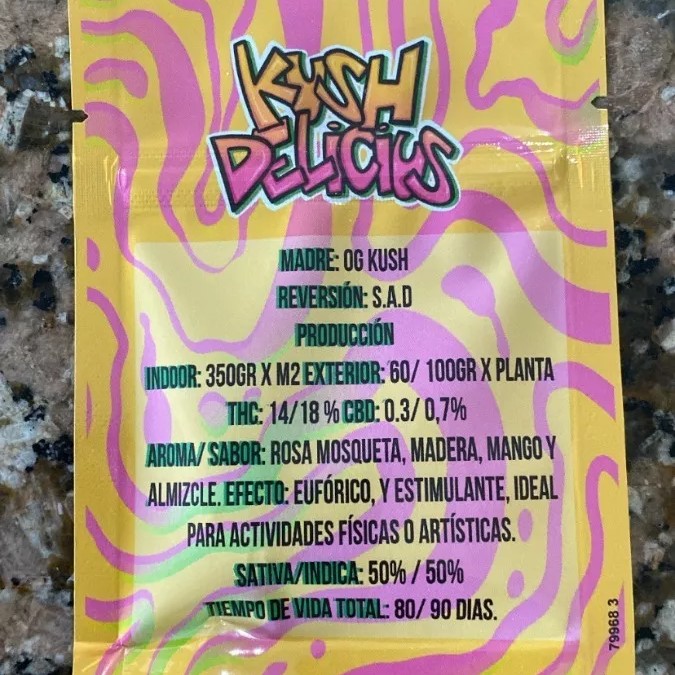 KUSH
DELICIUS
MADRE: OG KUSH
REVERSIÓN: S.A.D
PRODUCCIÓN
INDOOR: 350GR X M2 EXTERIOR: 60/ 100GR X PLANTA
THC: 14/18 % CBD: 0.3/ 0,7%
AROMA/ SABOR: ROSA MOSQUETA, MADERA, MANGO Y
ALMIZCLE. EFECTO: EUFÓRICO, Y ESTIMULANTE, IDEAL
PARA ACTIVIDADES FÍSICAS O ARTÍSTICAS.
SATIVA/INDICA: 50% / 50%
TIEMPO DE VIDA TOTAL: 80/ 90 DIAS.
79968 3